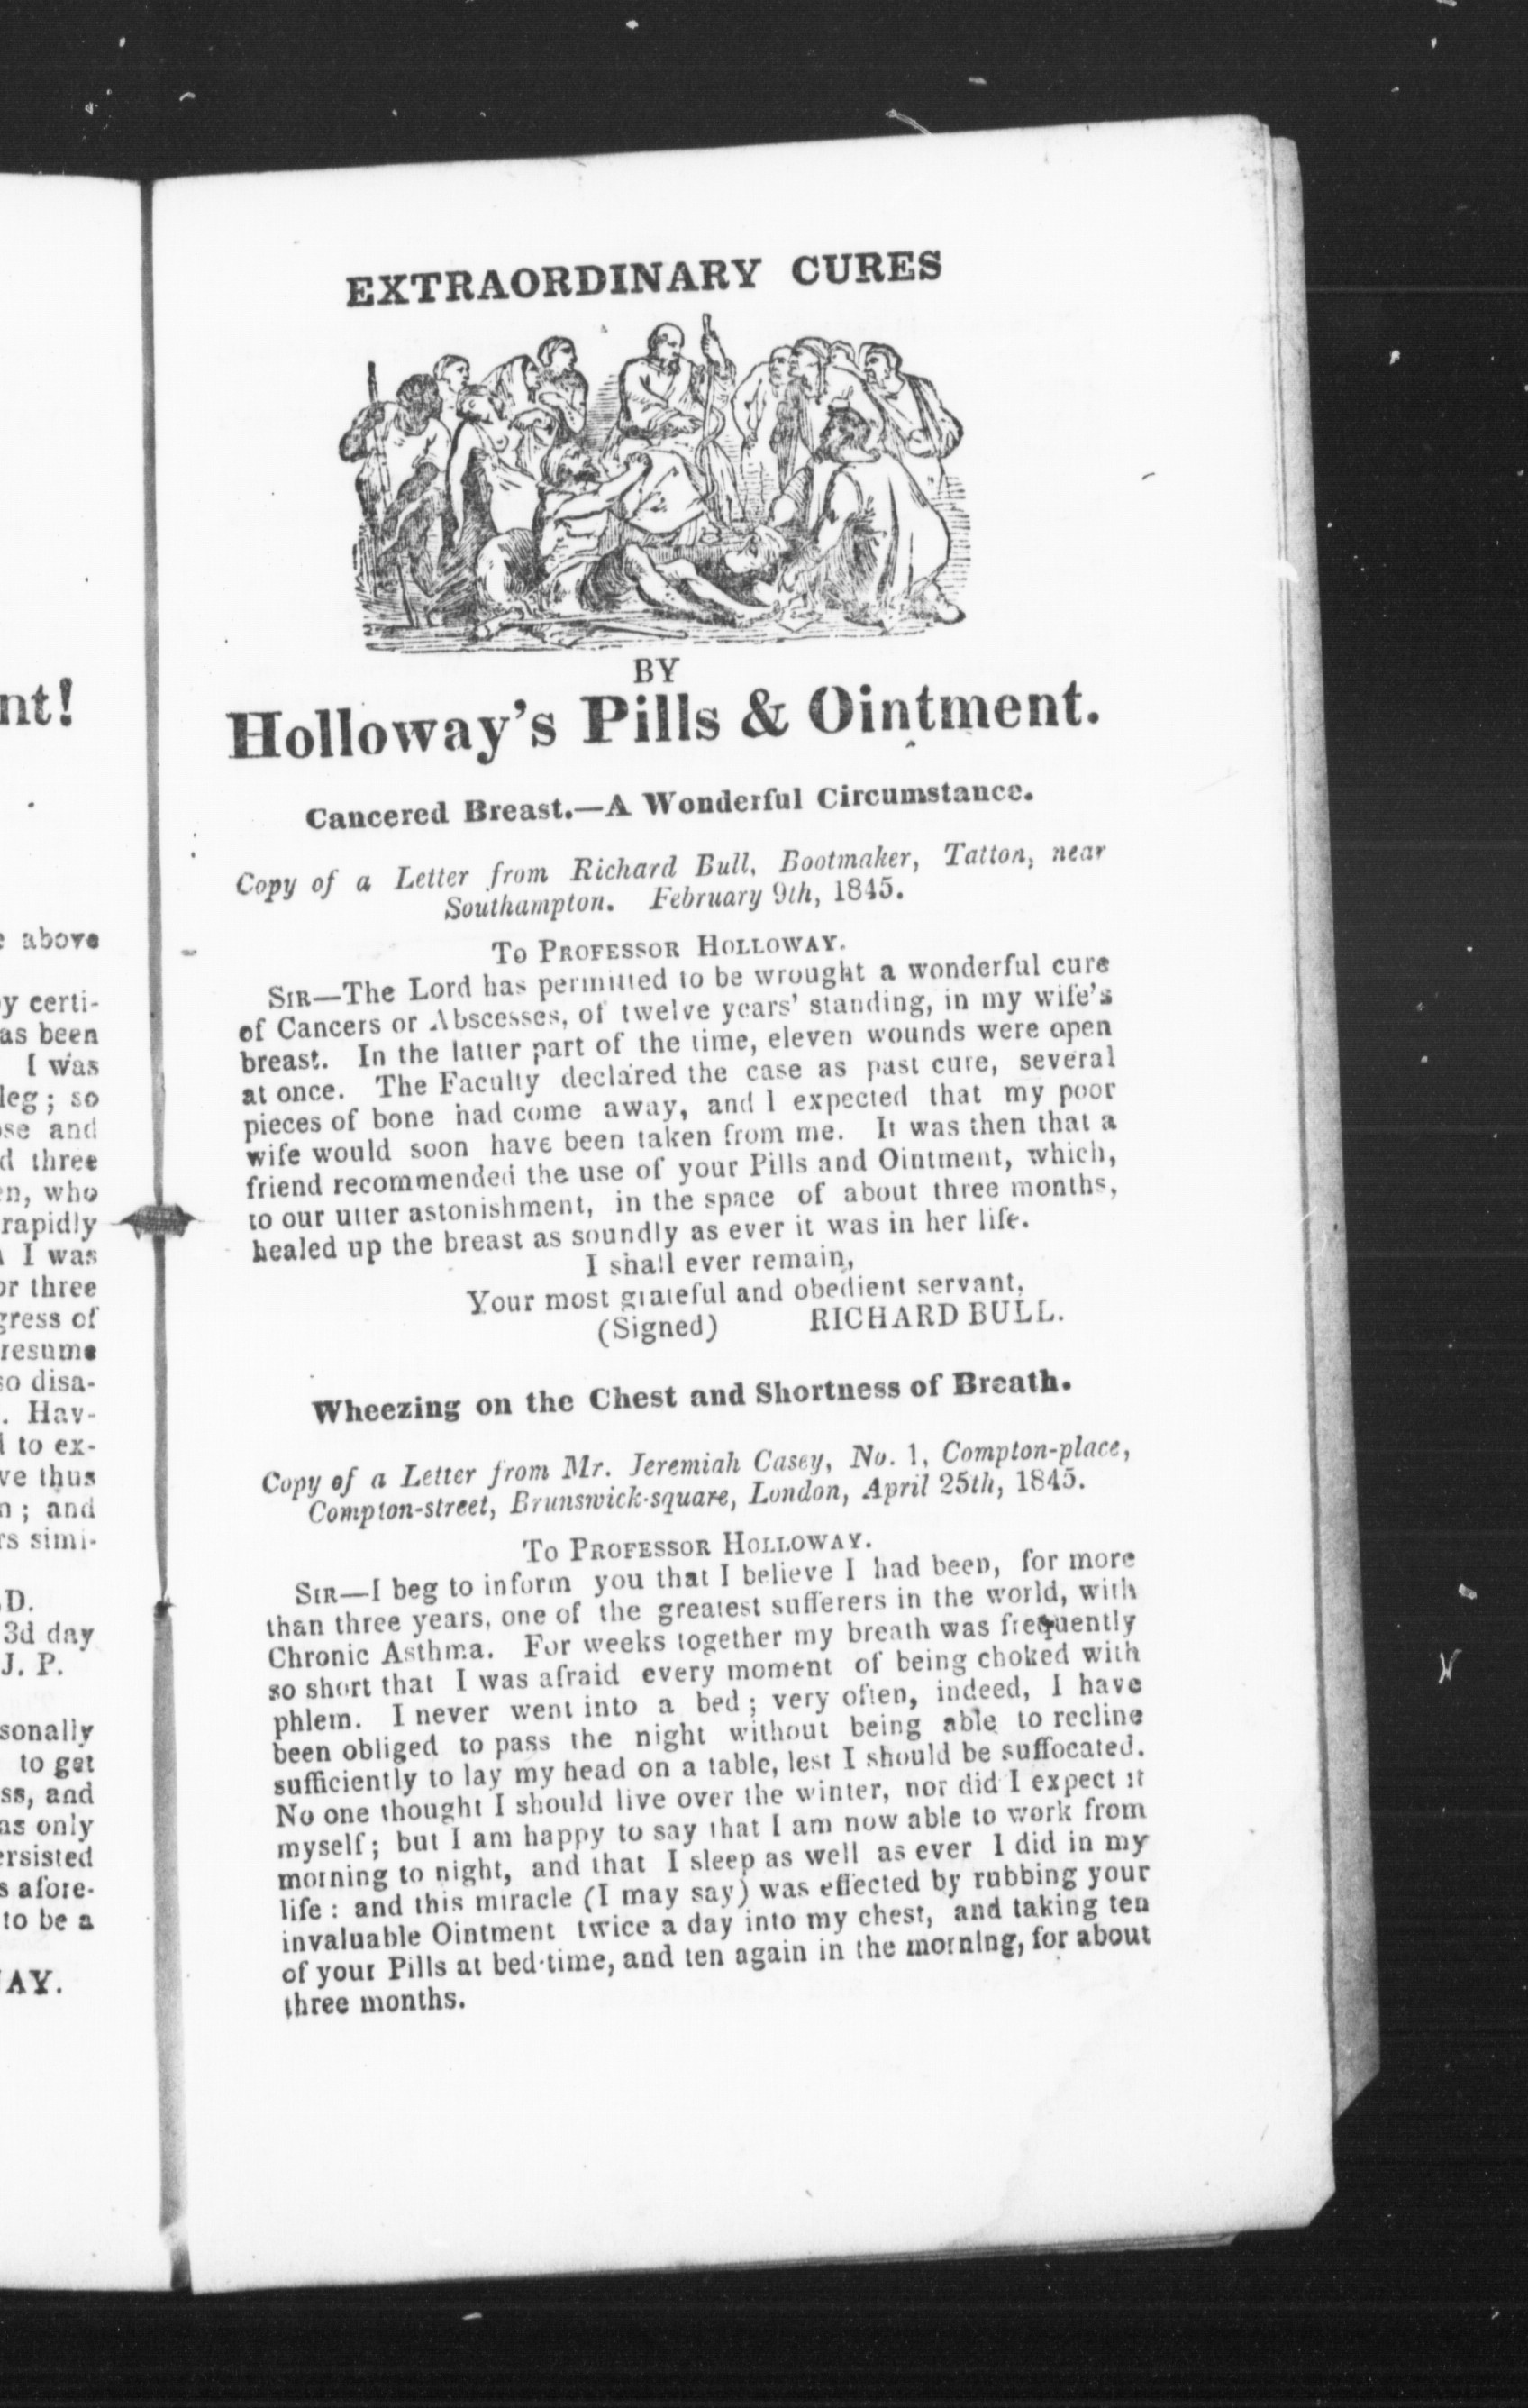 nt!
above
y certi-
as been
I was
leg; so
se and
d three
n, who
rapidly
I was
or three
gress of
resume
so disa-
. Hav-
to ex-
ve thus
n; and
rs simi-
D.
3d day
J. P.
sonally
to get
ss, and
as only
ersisted
s afore-
to be a
AY.
EXTRAORDINARY CURES
BY
Holloway's Pills & Ointment.
Cancered Breast.—A Wonderful Circumstance.
Copy of a Letter from Richard Bull, Bootmaker, Tatton, near
Southampton. February 9th, 1845.
To Professor Holloway.
Sir—The Lord has permitted to be wrought a wonderful cure
of Cancers or Abscesses, of twelve years' standing, in my wife's
breast. In the latter part of the time, eleven wounds were open
at once. The Faculty declared the case as past cure, several
pieces of bone had come away, and I expected that my poor
wife would soon have been taken from me. It was then that a
friend recommended the use of your Pills and Ointment, which,
to our utter astonishment, in the space of about three months,
healed up the breast as soundly as ever it was in her life.
I shall ever remain,
Your most grateful and obedient servant,
(Signed) RICHARD BULL.
Wheezing on the Chest and Shortness of Breath.
Copy of a Letter from Mr. Jeremiah Casey, No. 1, Compton-place,
Compton-street, Brunswick-square, London, April 25th, 1845.
To Professor Holloway.
Sir—I beg to inform you that I believe I had been, for more
than three years, one of the greatest sufferers in the world, with
Chronic Asthma. For weeks together my breath was frequently
so short that I was afraid every moment of being choked with
phlem. I never went into a bed; very often, indeed, I have
been obliged to pass the night without being able to recline
sufficiently to lay my head on a table, lest I should be suffocated.
No one thought I should live over the winter, nor did I expect it
myself; but I am happy to say that I am now able to work from
morning to night, and that I sleep as well as ever I did in my
life: and this miracle (I may say) was effected by rubbing your
invaluable Ointment twice a day into my chest, and taking ten
of your Pills at bed-time, and ten again in the morning, for about
three months.